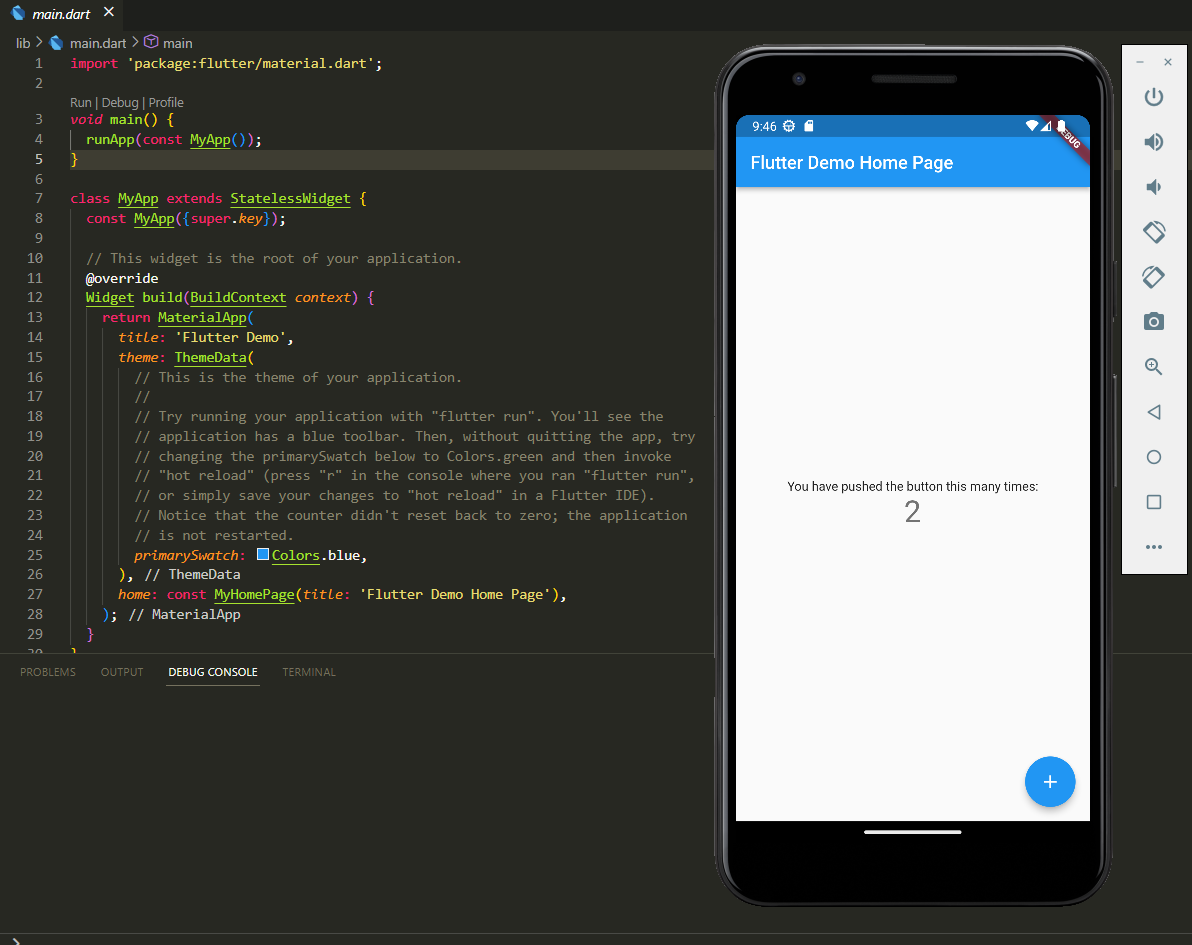 main.dart
lib > main.dart > main
1 import 'package:flutter/material.dart';
2
Run | Debug | Profile
3 void main() {
4 runApp(const MyApp());
5 }
6
7 class MyApp extends StatelessWidget {
8 const MyApp({super.key});
9
10 // This widget is the root of your application.
11 @override
12 Widget build(BuildContext context) {
13 return MaterialApp(
14 title: 'Flutter Demo',
15 theme: ThemeData(
16 // This is the theme of your application.
17 //
18 // Try running your application with "flutter run". You'll see the
19 // application has a blue toolbar. Then, without quitting the app, try
20 // changing the primarySwatch below to Colors.green and then invoke
21 // "hot reload" (press "r" in the console where you ran "flutter run",
22 // or simply save your changes to "hot reload" in a Flutter IDE).
23 // Notice that the counter didn't reset back to zero; the application
24 // is not restarted.
25 primarySwatch: Colors.blue,
26 ), // ThemeData
27 home: const MyHomePage(title: 'Flutter Demo Home Page'),
28 ); // MaterialApp
29 }
30 }
PROBLEMS OUTPUT DEBUG CONSOLE TERMINAL
9:46
DEBUG
Flutter Demo Home Page
You have pushed the button this many times:
2